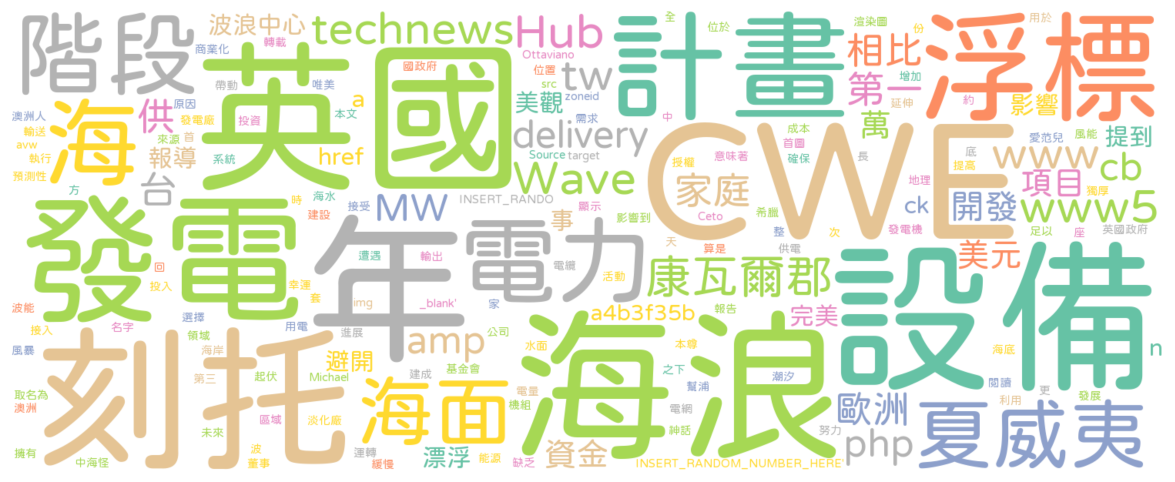 波浪中心
technews
Hub
轉載
商業化
階段
英
國
國政府
Ottaviano
位置
src
唯美
帶動
tw
zoneid
美觀
計畫
相比
第一
浮標
渲染圖
全
位於
用於
份
增加
延伸
約
影響
澳洲人
海
供
原因
發電廠
投資
本文
a
輸送
來源
首
avw
執行
報導
系統
href
預測性
台
方
時
海水
delivery
需求
Source
target
Wave
萬
中
成本
首圖
授權
意味著
確保
長
CWE
家庭
www
底
風能
提高
愛范兒
提到
cb
地理
獨厚
項目
www5
ck
開發
足以
英國政府
INSERT_RANDO
MW
接受
建設
顯示
事
影響到
Ceto
希臘
發電機
次
座
發電
年
電力
天
算是
整
供電
美元
遭遇
輸出
電纜
活動
康瓦爾郡
設備
回
幸運
套
投入
波能
選擇
img
_blank'
家
a4b3f35b
報告
完美
接入
名字
領域
用電
進展
公司
amp
水面
本尊
風暴
海岸
避開
基金會
海浪
之下
幫浦
潮汐
n
海底
閱讀
更
刻托
第三
起伏
Michael
建成
電量
機組
電網
取名為
澳洲
海面
淡化廠
區域
利用
發展
歐洲
夏威夷
未來
神話
努力
php
擁有
波
董事
運轉
緩慢
漂浮
能源
缺乏
資金
INSERT_RANDOM_NUMBER_HERE'
中海怪